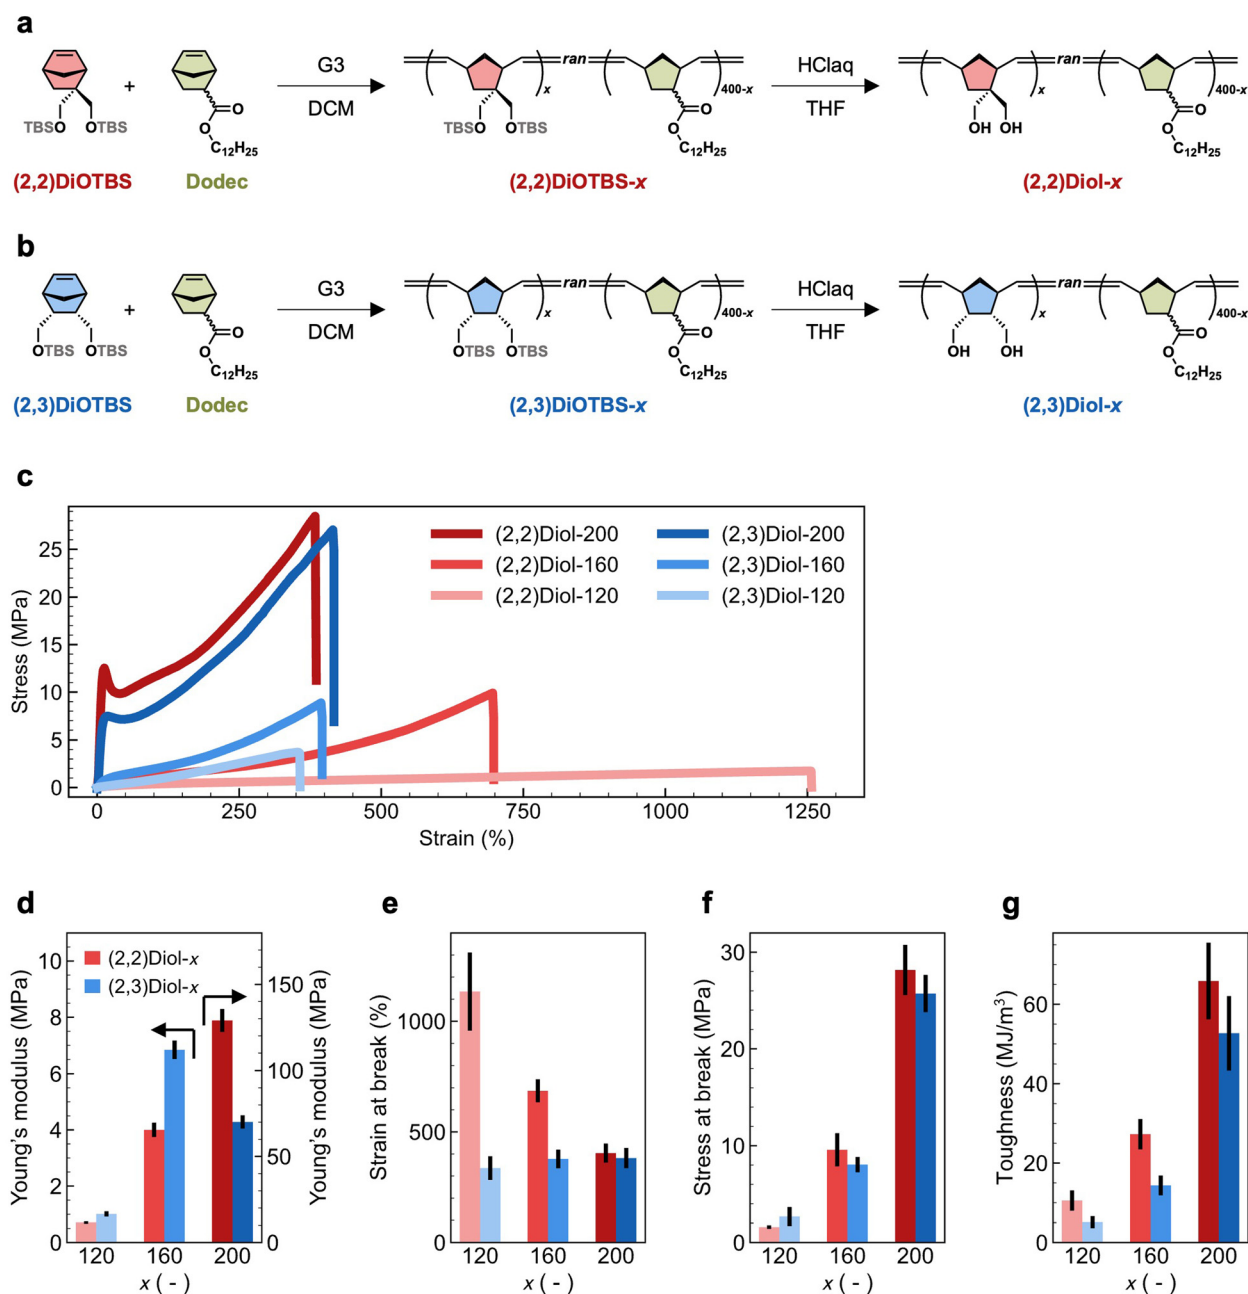 a
G3
DCM
+
TBSO OTBS
O
O
C12H25
(2,2)DiOTBS
Dodec
x
ran
400-x
TBSO OTBS
O
O
C12H25
(2,2)DiOTBS-x
HClaq
THF
x
ran
400-x
OH OH
O
O
C12H25
(2,2)Diol-x
b
G3
DCM
+
OTBS OTBS
O
O
C12H25
(2,3)DiOTBS
Dodec
x
ran
400-x
OTBS OTBS
O
O
C12H25
(2,3)DiOTBS-x
HClaq
THF
x
ran
400-x
OH OH
O
O
C12H25
(2,3)Diol-x
c
Stress (MPa)
25
20
15
10
5
0
(2,2)Diol-200
(2,2)Diol-160
(2,2)Diol-120
(2,3)Diol-200
(2,3)Diol-160
(2,3)Diol-120
0 250 500 750 1000 1250
Strain (%)
d
Young's modulus (MPa)
10
8
6
4
2
0
(2,2)Diol-x
(2,3)Diol-x
150
100
50
0
Young's modulus (MPa)
120 160 200
x ( - )
e
Strain at break (%)
1000
500
0
120 160 200
x ( - )
f
Stress at break (MPa)
30
20
10
0
120 160 200
x ( - )
g
Toughness (MJ/m³)
60
40
20
0
120 160 200
x ( - )